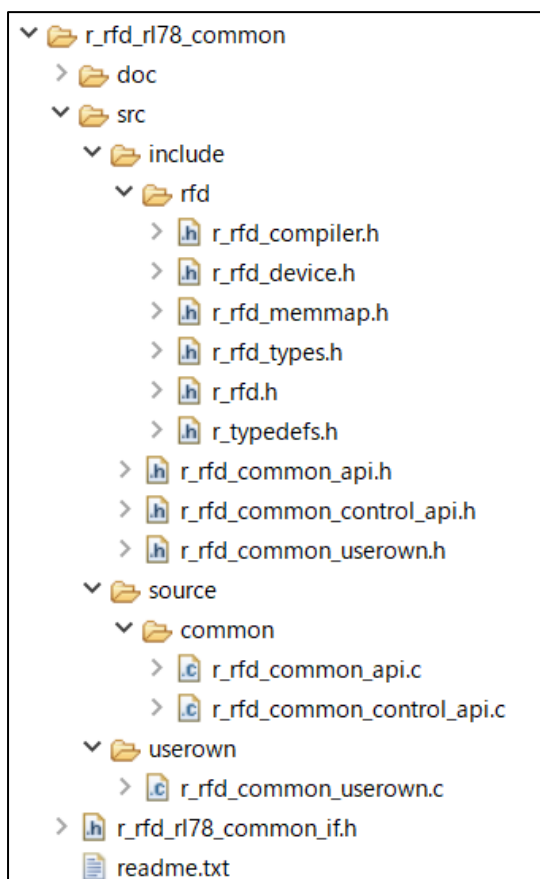 r_rfd_rl78_common
doc
src
include
rfd
.h r_rfd_compiler.h
.h r_rfd_device.h
.h r_rfd_memmap.h
.h r_rfd_types.h
.h r_rfd.h
.h r_typedefs.h
.h r_rfd_common_api.h
.h r_rfd_common_control_api.h
.h r_rfd_common_userown.h
source
common
.c r_rfd_common_api.c
.c r_rfd_common_control_api.c
userown
.c r_rfd_common_userown.c
.h r_rfd_rl78_common_if.h
readme.txt